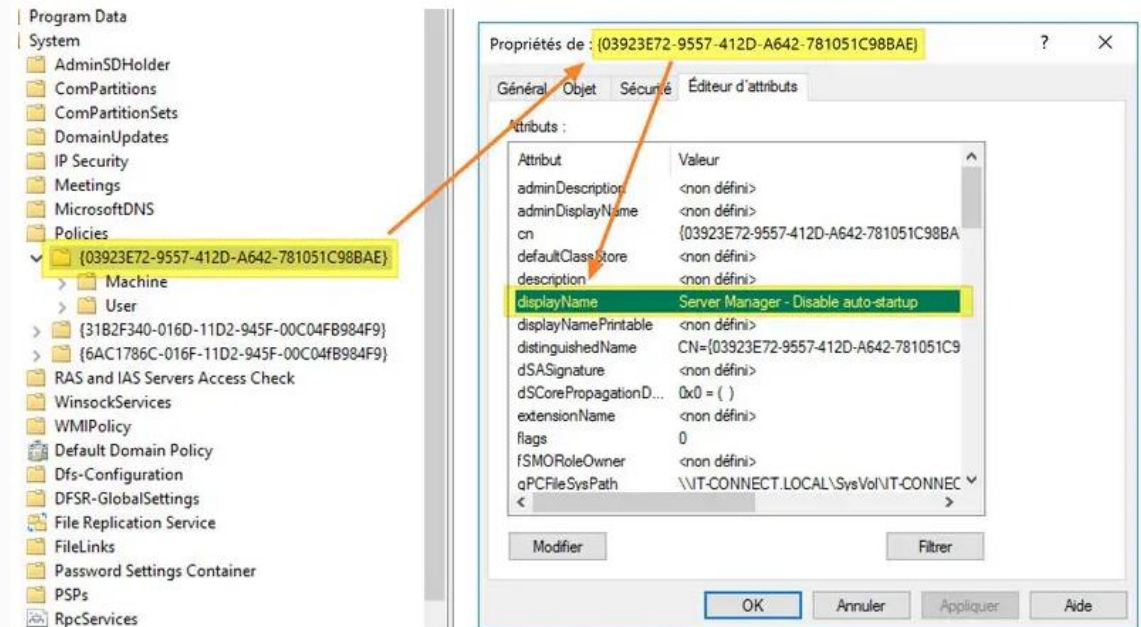 Program Data
System
AdminSDHolder
ComPartitions
ComPartitionSets
DomainUpdates
IP Security
Meetings
MicrosoftDNS
Policies
{03923E72-9557-412D-A642-781051C98BAE}
Machine
User
{31B2F340-016D-11D2-945F-00C04FB984F9}
{6AC1786C-016F-11D2-945F-00C04fB984F9}
RAS and IAS Servers Access Check
WinsockServices
WMIPolicy
Default Domain Policy
Dfs-Configuration
DFSR-GlobalSettings
File Replication Service
FileLinks
Password Settings Container
PSPs
RpcServices
Propriétés de : {03923E72-9557-412D-A642-781051C98BAE} ? ×
Général Objet Sécurité Éditeur d'attributs
Attributs :
Attribut Valeur
adminDescription <non défini>
adminDisplayName <non défini>
cn {03923E72-9557-412D-A642-781051C98BA
defaultClassStore <non défini>
description <non défini>
displayName Server Manager - Disable auto-startup
displayNamePrintable <non défini>
distinguishedName CN={03923E72-9557-412D-A642-781051C9
dSASignature <non défini>
dSCorePropagationD... 0x0 = ( )
extensionName <non défini>
flags 0
fSMORoleOwner <non défini>
gPCFileSysPath \\IT-CONNECT.LOCAL\SysVol\IT-CONNEC
Modifier Filtrer
OK Annuler Appliquer Aide